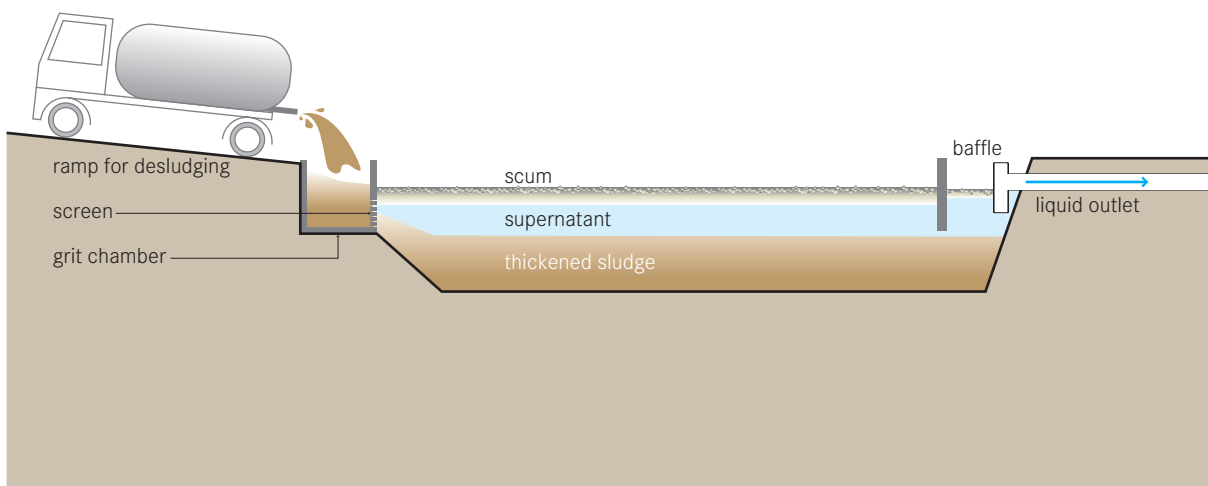 ramp for desludging
screen
grit chamber
scum
supernatant
thickened sludge
baffle
liquid outlet